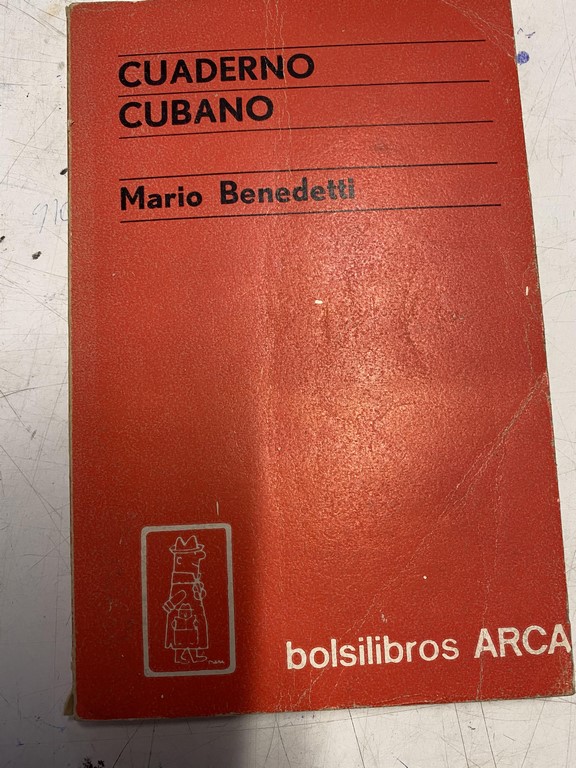 CUADERNO
CUBANO
Mario Benedetti
bolsilibros ARCA